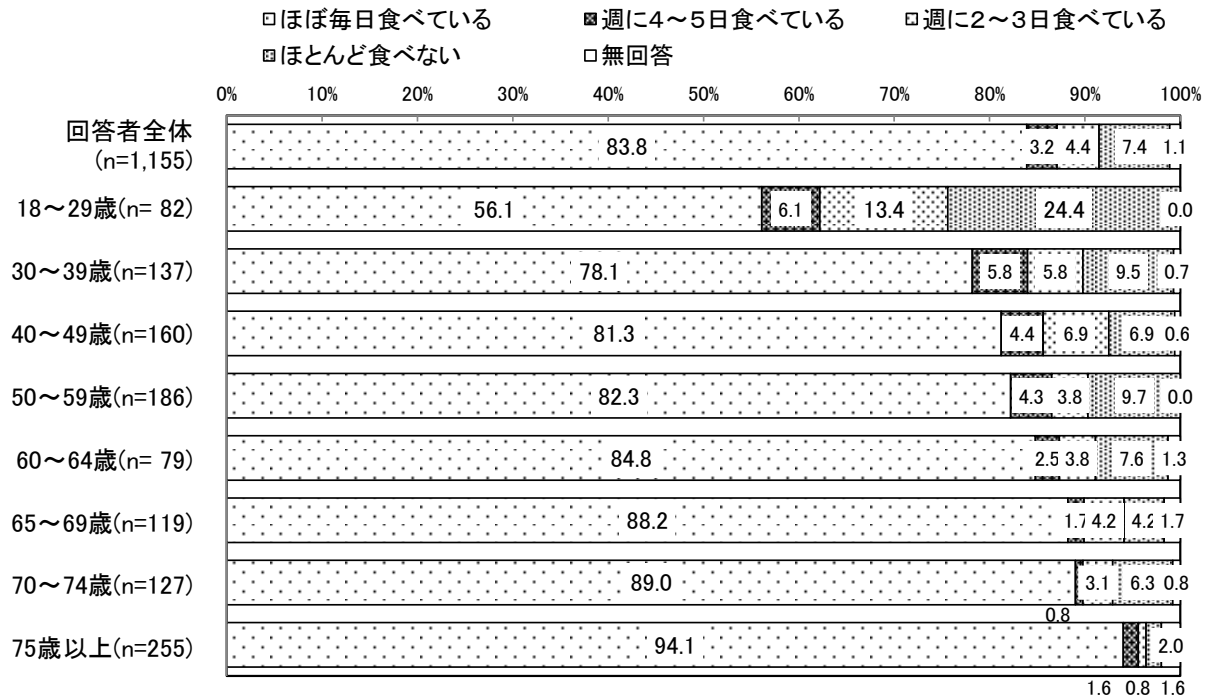 ほぼ毎日食べている 週に4～5日食べている 週に2～3日食べている
ほとんど食べない 無回答
0% 10% 20% 30% 40% 50% 60% 70% 80% 90% 100%
回答者全体
(n=1,155)
83.8 3.2 4.4 7.4 1.1
18～29歳(n= 82) 56.1 6.1 13.4 24.4 0.0
30～39歳(n=137) 78.1 5.8 5.8 9.5 0.7
40～49歳(n=160) 81.3 4.4 6.9 6.9 0.6
50～59歳(n=186) 82.3 4.3 3.8 9.7 0.0
60～64歳(n= 79) 84.8 2.5 3.8 7.6 1.3
65～69歳(n=119) 88.2 1.7 4.2 4.2 1.7
70～74歳(n=127) 89.0 3.1 6.3 0.8
0.8
75歳以上(n=255) 94.1 2.0
1.6 0.8 1.6